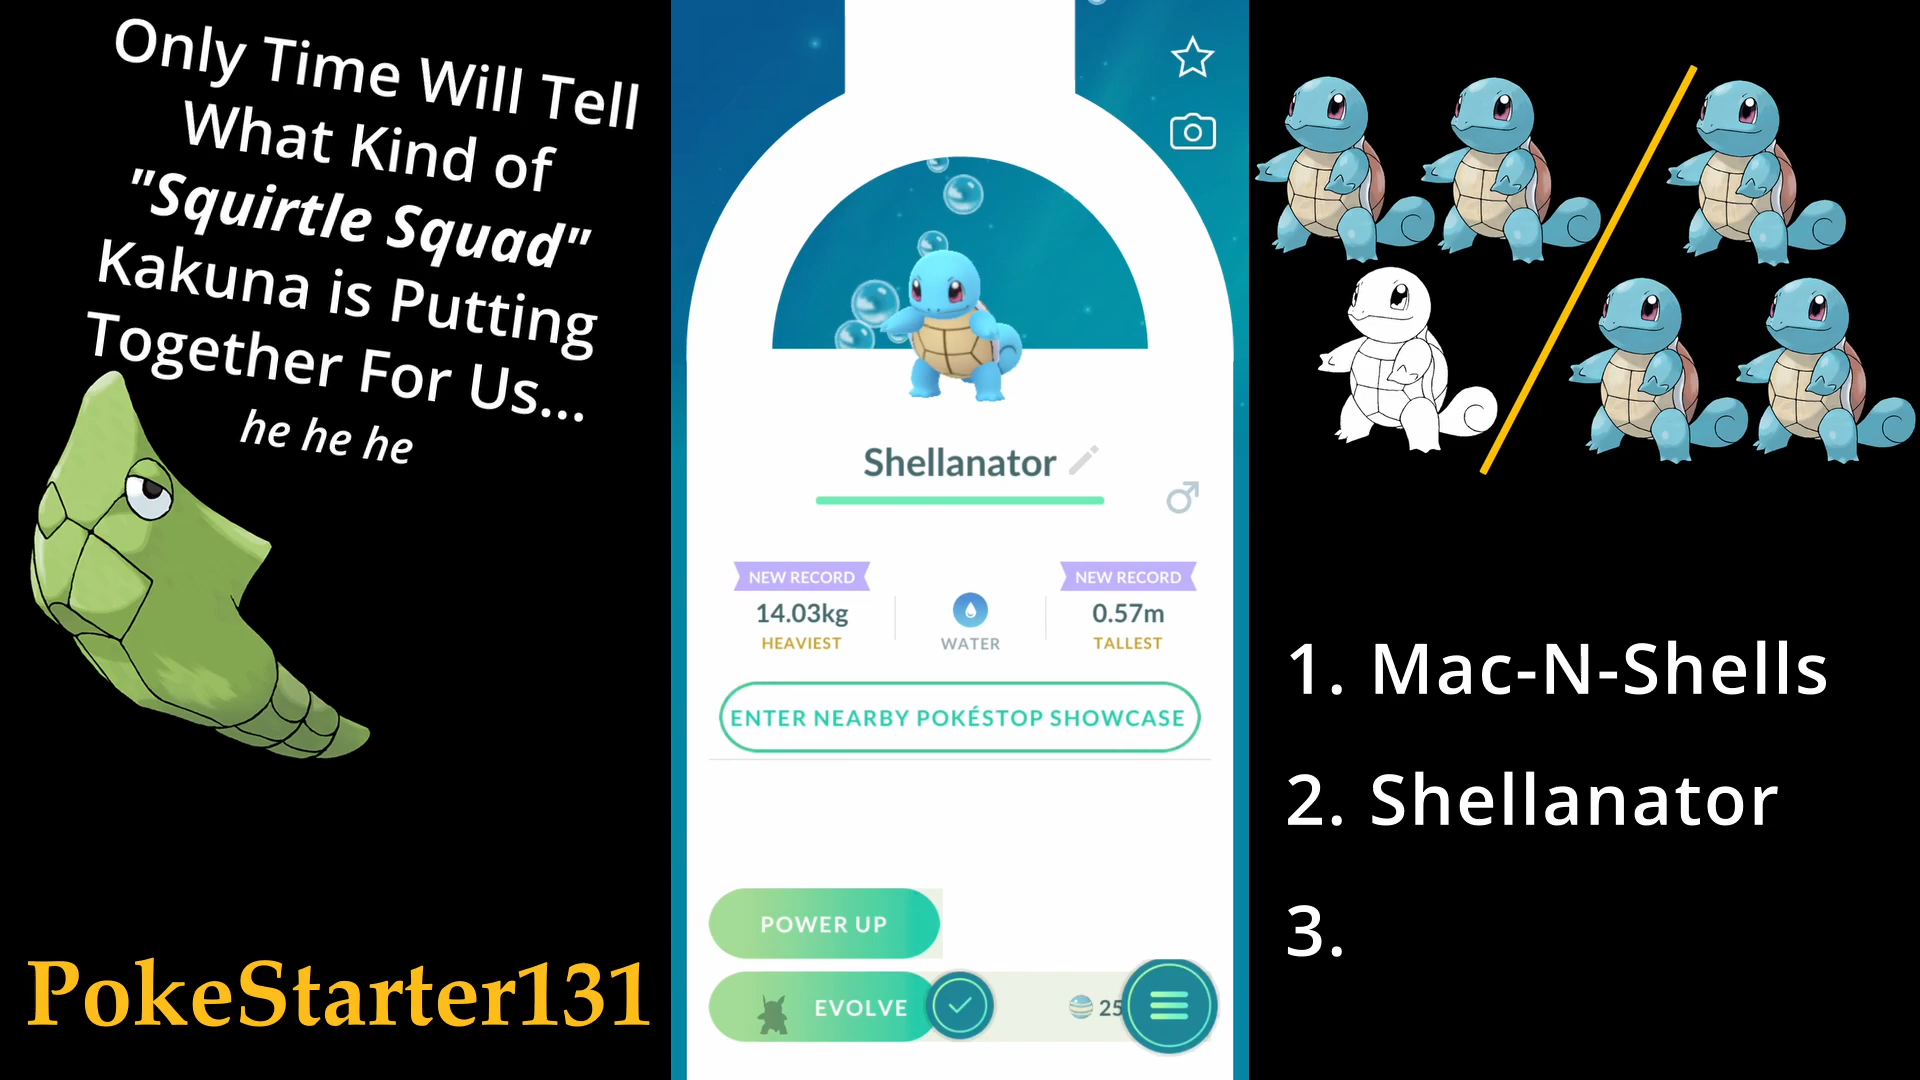 Only Time Will Tell
What Kind of
"Squirtle Squad"
Kakuna is Putting
Together For Us...
he he he
PokeStarter131
Shellanator
NEW RECORD
14.03kg
HEAVIEST
WATER
NEW RECORD
0.57m
TALLEST
ENTER NEARBY POKÉSTOP SHOWCASE
POWER UP
EVOLVE
25
1. Mac-N-Shells
2. Shellanator
3.